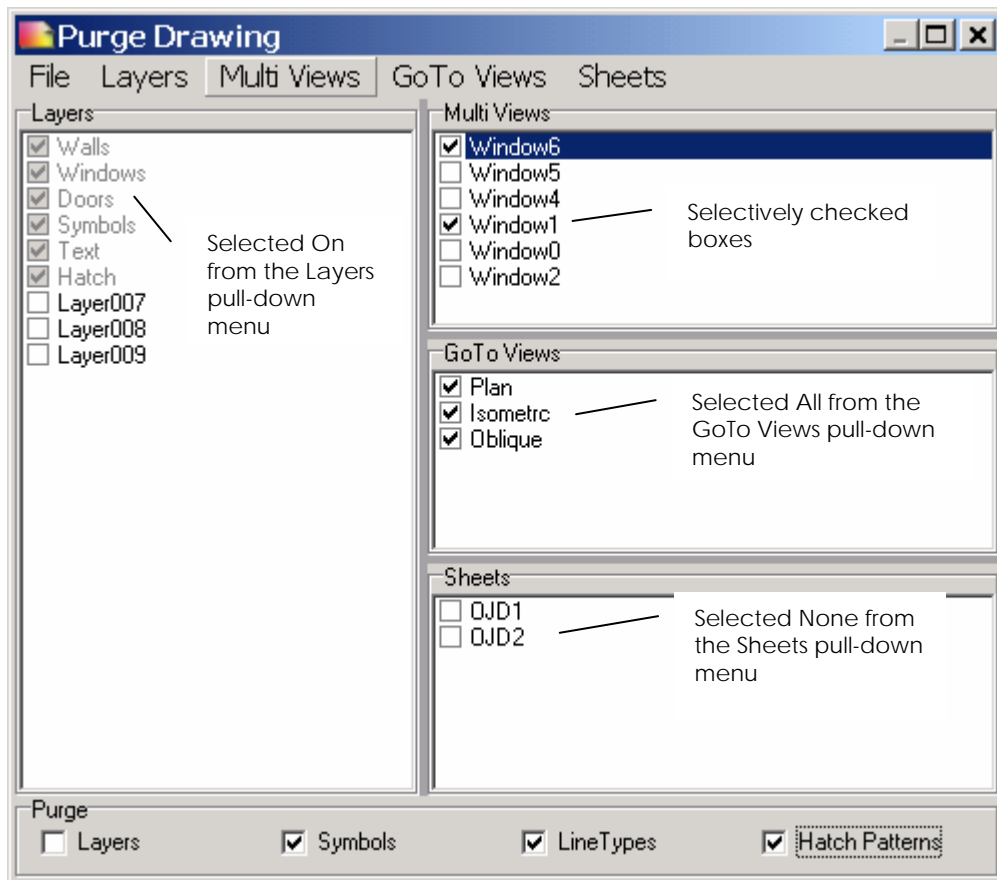 Purge Drawing
File Layers Multi Views GoTo Views Sheets
Layers
Walls
Windows
Doors
Symbols
Text
Hatch
Layer007
Layer008
Layer009
Selected On
from the Layers
pull-down
menu
Multi Views
Window6
Window5
Window4
Window1
Window0
Window2
Selectively checked
boxes
GoTo Views
Plan
Isometrc
Oblique
Selected All from the
GoTo Views pull-down
menu
Sheets
OJD1
OJD2
Selected None from
the Sheets pull-down
menu
Purge
Layers Symbols LineTypes Hatch Patterns